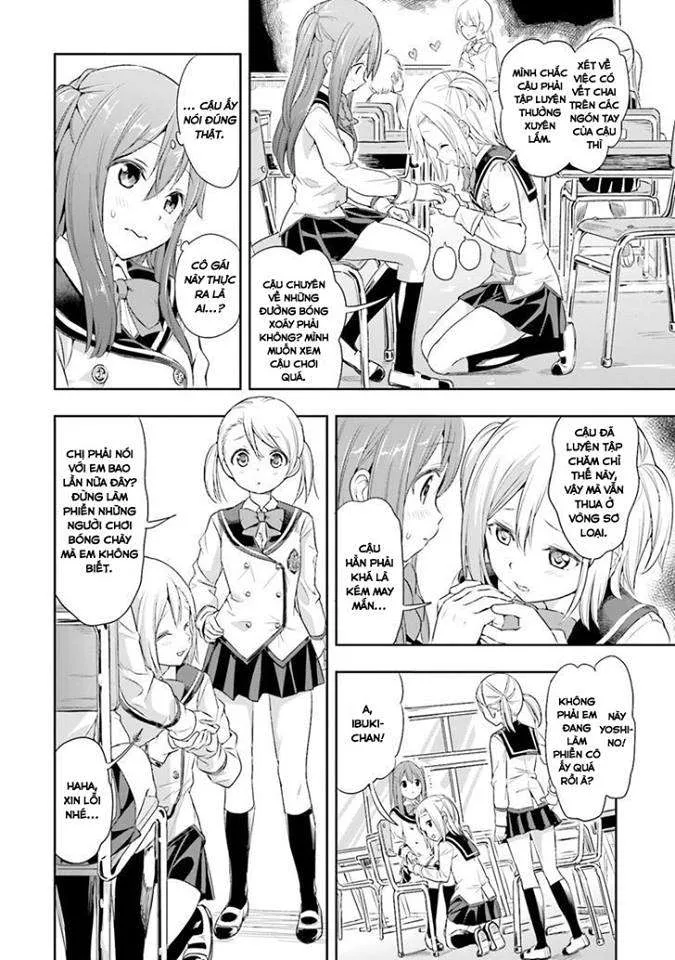 XÉT VỀ
VIỆC CÓ
VẾT CHAI
TRÊN CÁC
NGÓN TAY
CỦA CẬU
THÌ
MÌNH CHẮC
CẬU PHẢI
TẬP LUYỆN
THƯỜNG
XUYÊN
LẮM.
CẬU CHUYÊN
VỀ NHỮNG
ĐƯỜNG BÓNG
XOÁY PHẢI
KHÔNG? MÌNH
MUỐN XEM
CẬU CHƠI
QUÁ.
... CẬU ẤY
NÓI ĐÚNG
THẬT.
CÔ GÁI
NÀY THỰC
RA LÀ
AI...?
CẬU ĐÃ
LUYỆN TẬP
CHĂM CHỈ
THẾ NÀY,
VẬY MÀ VẪN
THUA Ở
VÒNG SƠ
LOẠI.
CẬU
HẲN PHẢI
KHÁ LÀ
KÉM MAY
MẮN...
NÀY
YOSHI-
NO!
KHÔNG
PHẢI EM
ĐANG
LÀM
PHIỀN CÔ
ẤY QUÁ
RỒI À?
A,
IBUKI-
CHAN!
CHỊ PHẢI NÓI
VỚI EM BAO
LẦN NỮA ĐÂY?
ĐỪNG LÀM
PHIỀN NHỮNG
NGƯỜI CHƠI
BÓNG CHÀY
MÀ EM KHÔNG
BIẾT.
HAHA,
XIN LỖI
NHÉ...